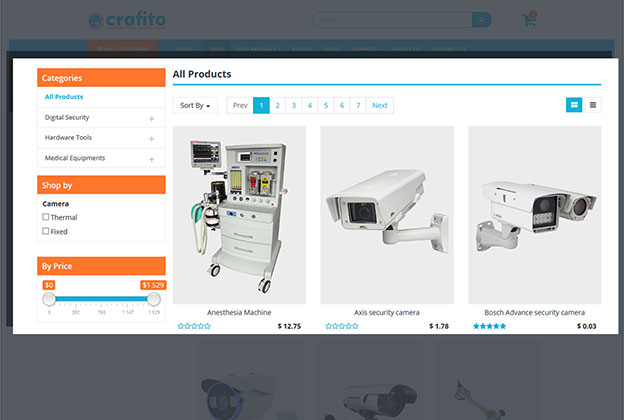 crafito
Search
0
ALL CATEGORIES
HOME
SHOP
NEW ARRIVALS
EVENTS
BLOG
SNIPPETS
ABOUT US
CONTACT US
Categories
All Products
Digital Security
Hardware Tools
Medical Equipments
Shop by
Camera
Thermal
Fixed
By Price
$0 $1 529
0 382 765 1 147 1 529
All Products
Sort By
Prev 1 2 3 4 5 6 7 Next
Anesthesia Machine
$ 12.75
Axis security camera
$ 1.78
Bosch Advance security camera
$ 0.03